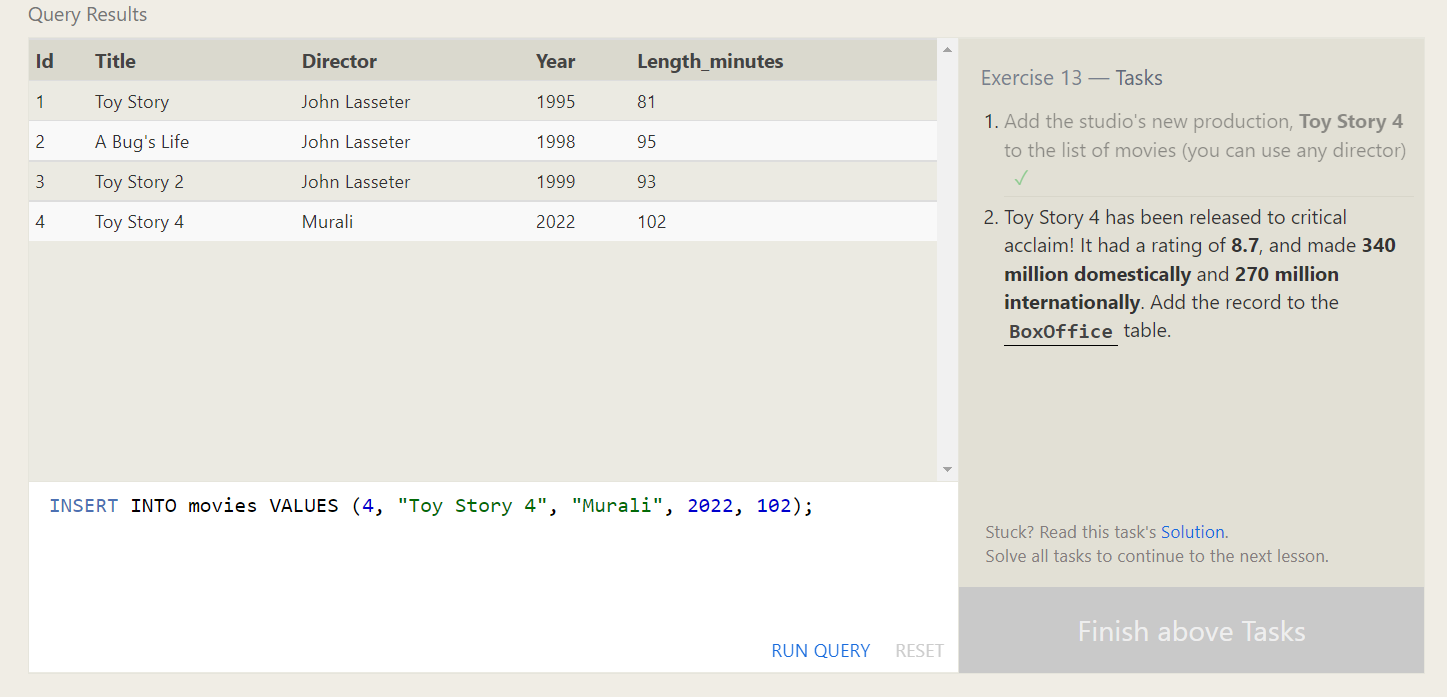 Query Results
Id Title Director Year Length_minutes
1 Toy Story John Lasseter 1995 81
2 A Bug's Life John Lasseter 1998 95
3 Toy Story 2 John Lasseter 1999 93
4 Toy Story 4 Murali 2022 102
INSERT INTO movies VALUES (4, "Toy Story 4", "Murali", 2022, 102);
RUN QUERY RESET
Exercise 13 — Tasks
1. Add the studio's new production, Toy Story 4
to the list of movies (you can use any director)
✓
2. Toy Story 4 has been released to critical
acclaim! It had a rating of 8.7, and made 340
million domestically and 270 million
internationally. Add the record to the
BoxOffice table.
Stuck? Read this task's Solution.
Solve all tasks to continue to the next lesson.
Finish above Tasks